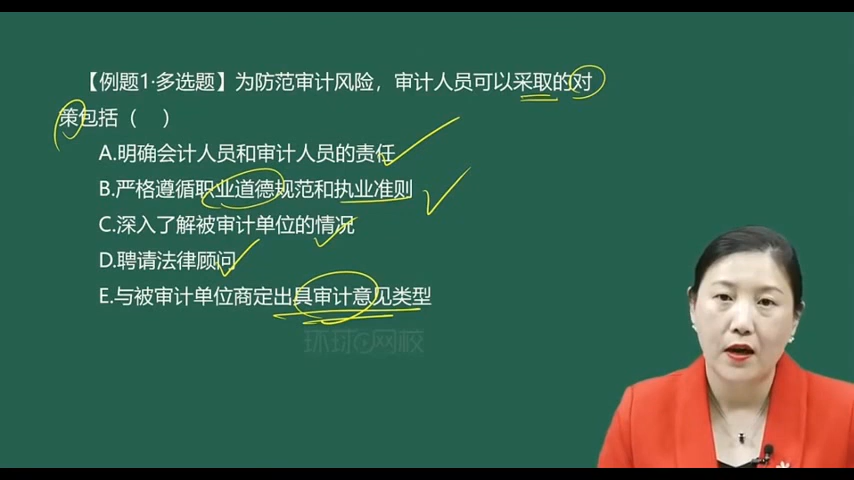 【例题1·多选题】为防范审计风险，审计人员可以采取的对
策包括（ ）
A.明确会计人员和审计人员的责任
B.严格遵循职业道德规范和执业准则
C.深入了解被审计单位的情况
D.聘请法律顾问
E.与被审计单位商定出具审计意见类型
环球网校